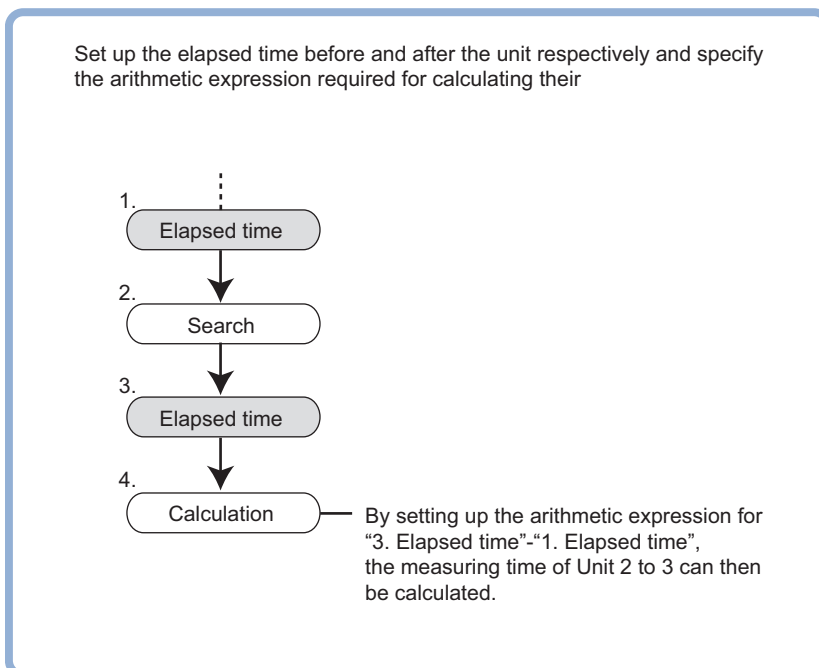 Set up the elapsed time before and after the unit respectively and specify
the arithmetic expression required for calculating their
1.
Elapsed time
2.
Search
3.
Elapsed time
4.
Calculation
By setting up the arithmetic expression for
“3. Elapsed time”-“1. Elapsed time”,
the measuring time of Unit 2 to 3 can then
be calculated.